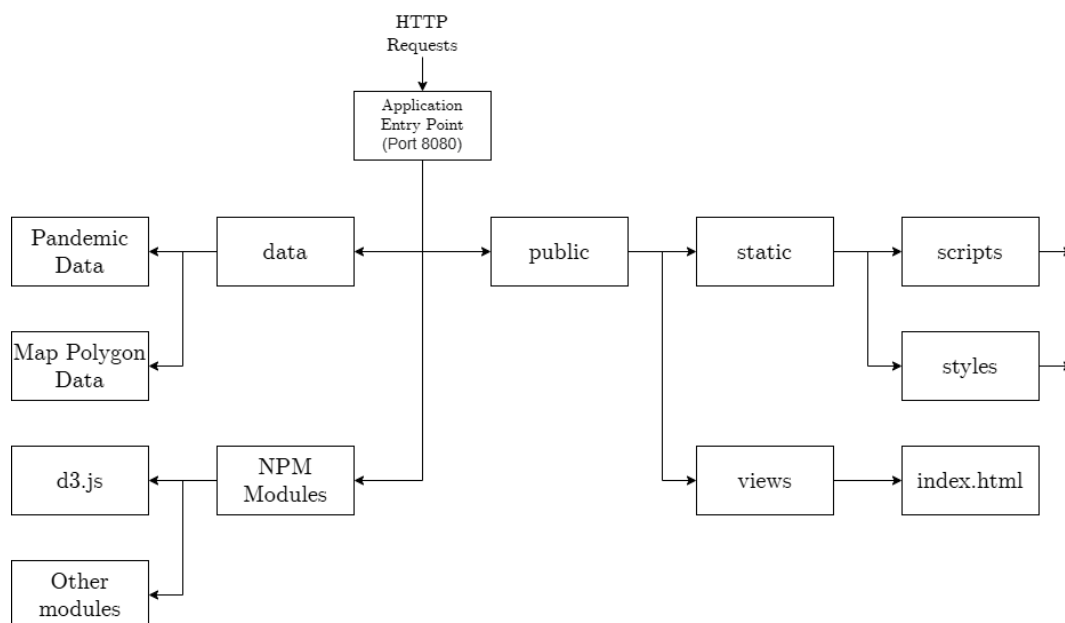 HTTP
Requests
Application
Entry Point
(Port 8080)
Pandemic
Data
data
public
static
scripts
Map Polygon
Data
styles
d3.js
NPM
Modules
views
index.html
Other
modules